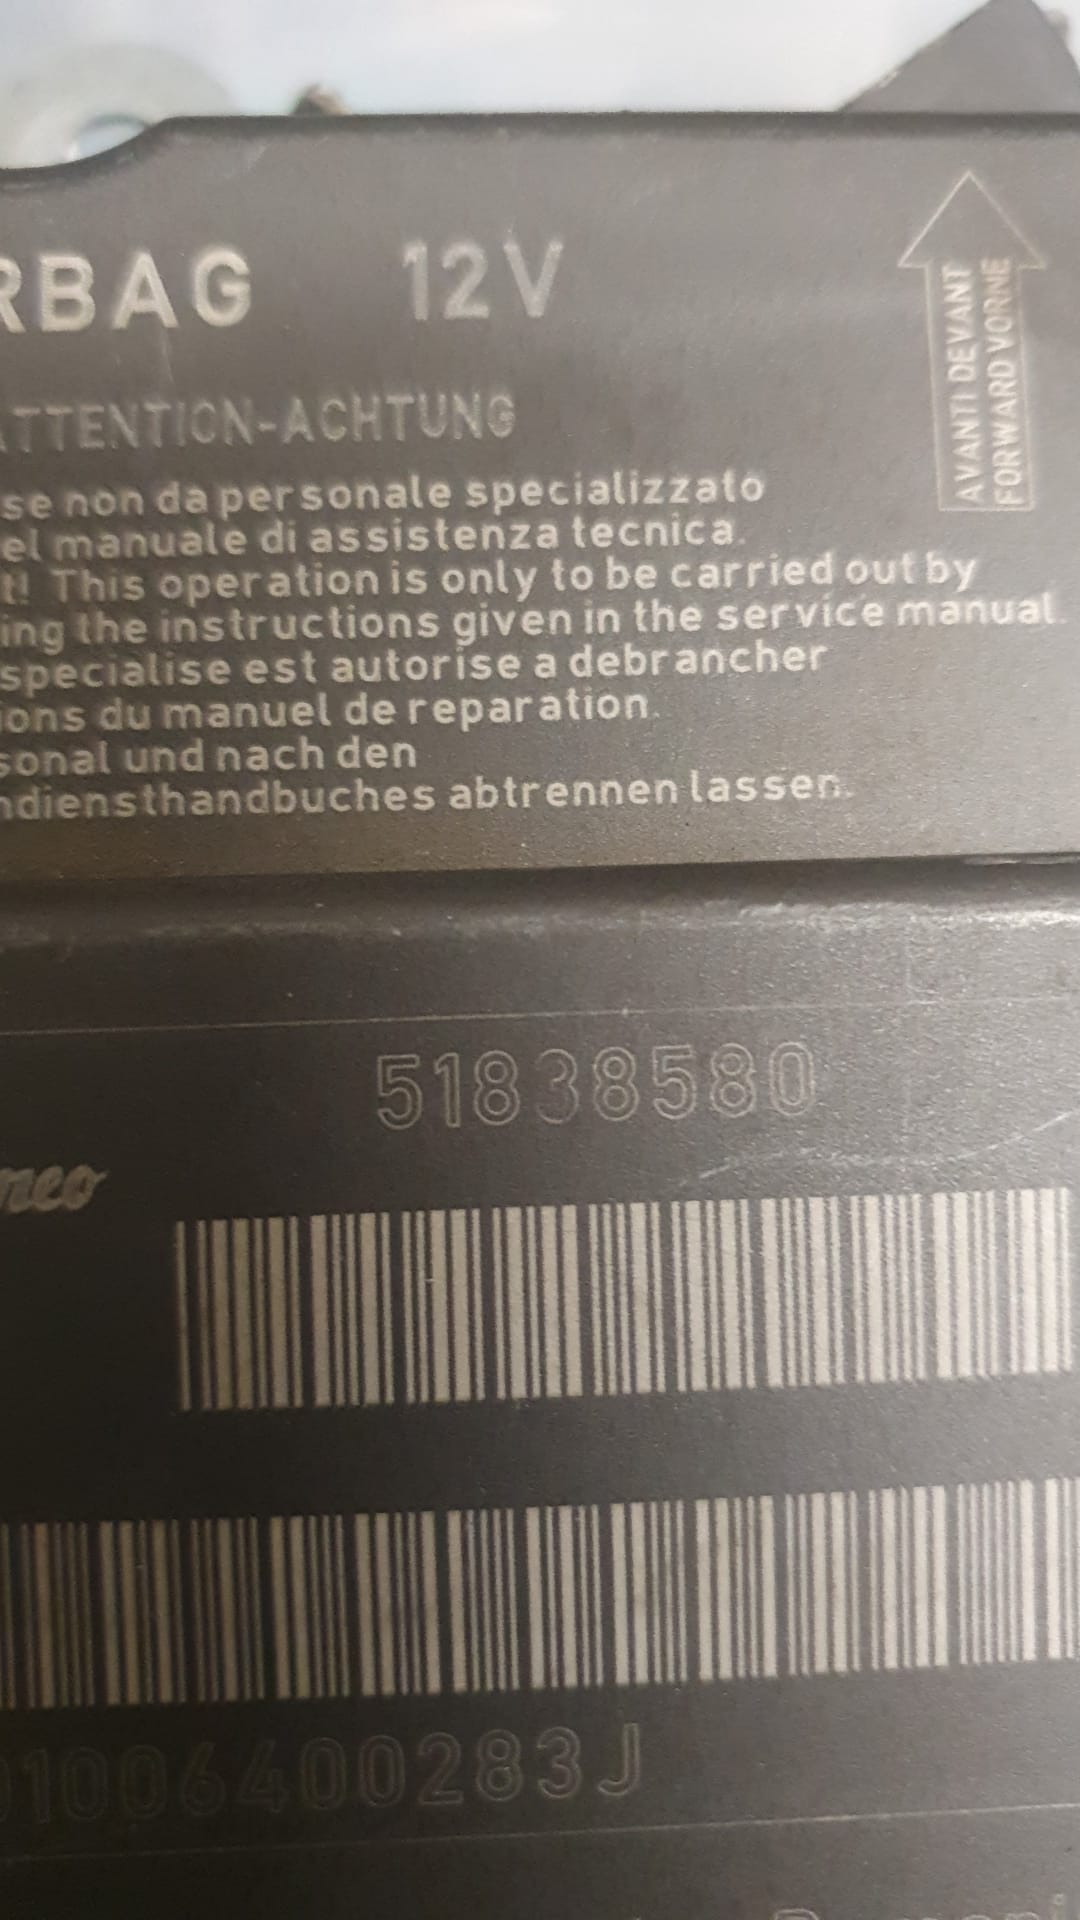 RBAG 12V
AVANTI DEVANT
FORWARD VORNE
ATTENTION-ACHTUNG
se non da personale specializzato
el manuale di assistenza tecnica.
t! This operation is only to be carried out by
ing the instructions given in the service manual.
specialise est autorise a debrancher
ions du manuel de reparation.
sonal und nach den
ndiensthandbuches abtrennen lassen.
51838580
neo
01006400283J